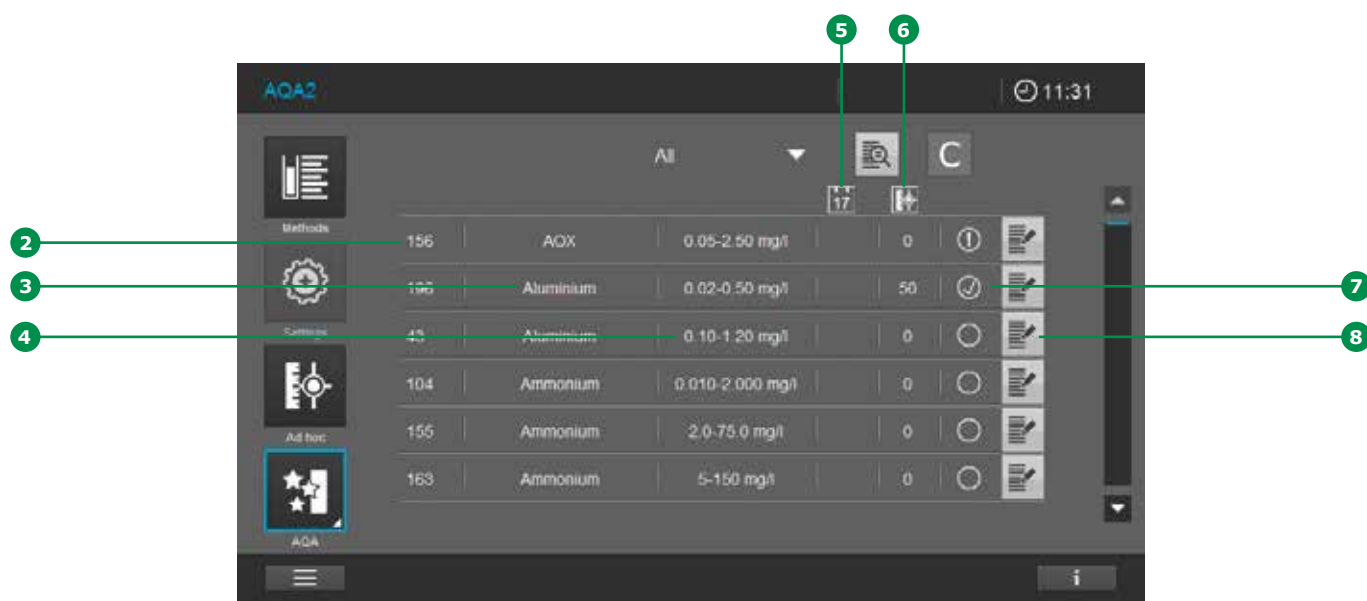 5 6
AQA2 11:31
All C
17
Methods
2 156 AOX 0.05-2.50 mg/l 0
3 196 Aluminium 0.02-0.50 mg/l 50 7
Settings
4 43 Aluminium 0.10-1.20 mg/l 0 8
104 Ammonium 0.010-2.000 mg/l 0
Ad hoc
155 Ammonium 2.0-75.0 mg/l 0
163 Ammonium 5-150 mg/l 0
AQA
i